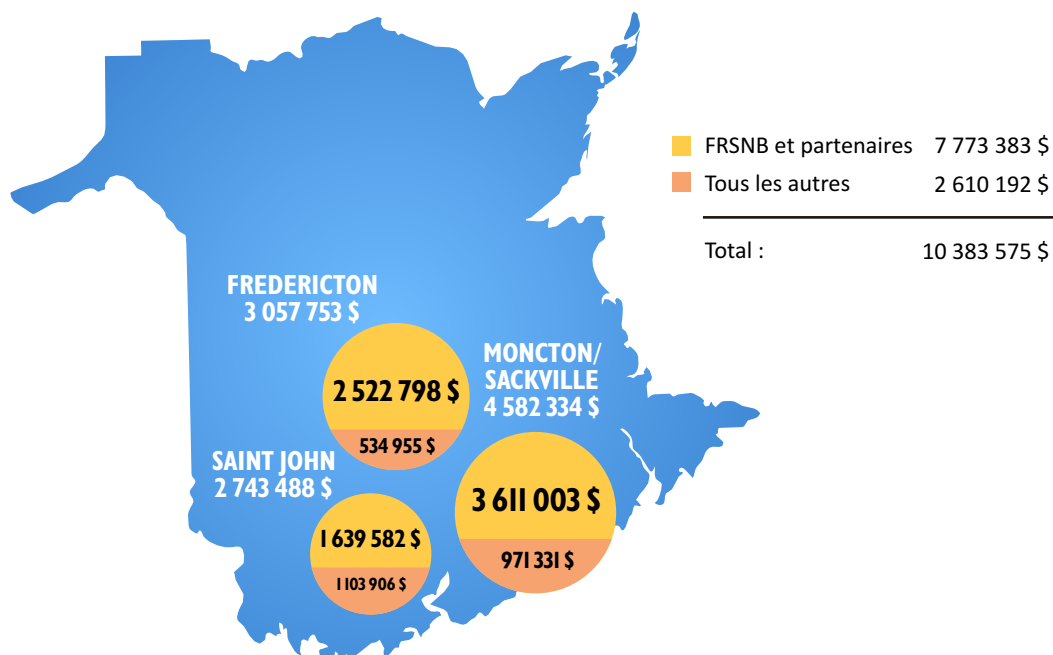 FRSNB et partenaires 7 773 383 $
Tous les autres 2 610 192 $
Total : 10 383 575 $
FREDERICTON
3 057 753 $
2 522 798 $
534 955 $
MONCTON/
SACKVILLE
4 582 334 $
3 611 003 $
971 331 $
SAINT JOHN
2 743 488 $
1 639 582 $
1 103 906 $